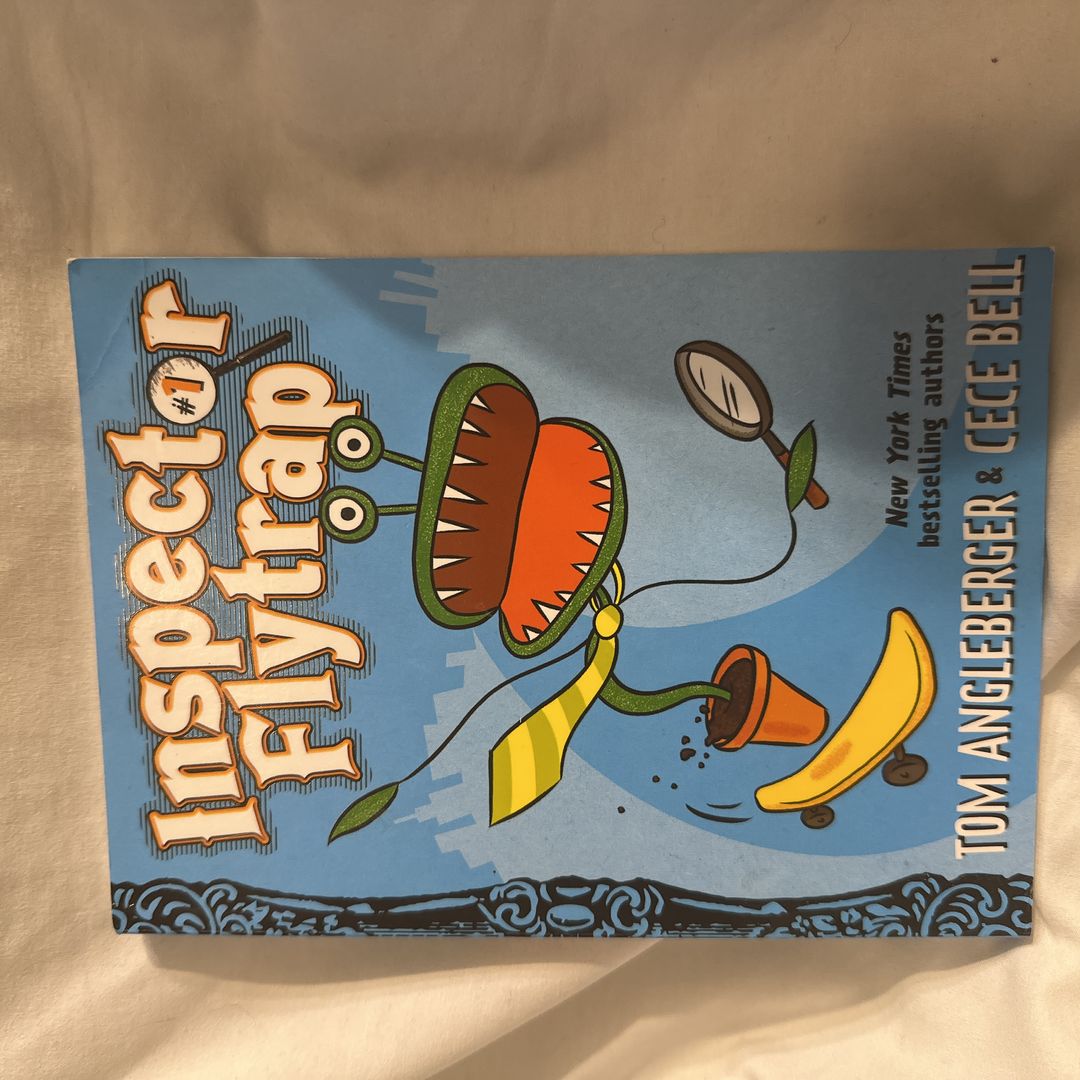 Inspector
#1
Flytrap
New York Times
bestselling authors
TOM ANGLEBERGER & CECE BELL